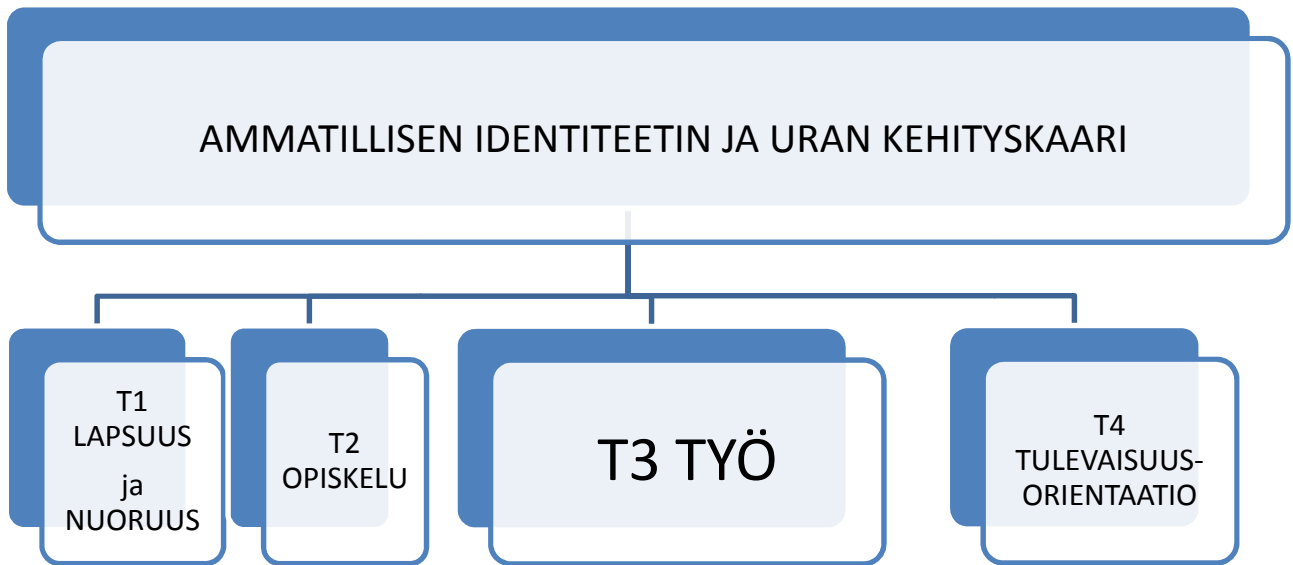 AMMATILLISEN IDENTITEETIN JA URAN KEHITYSKAARI
T1
LAPSUUS
ja
NUORUUS
T2
OPISKELU
T3 TYÖ
T4
TULEVAISUUS-
ORIENTAATIO